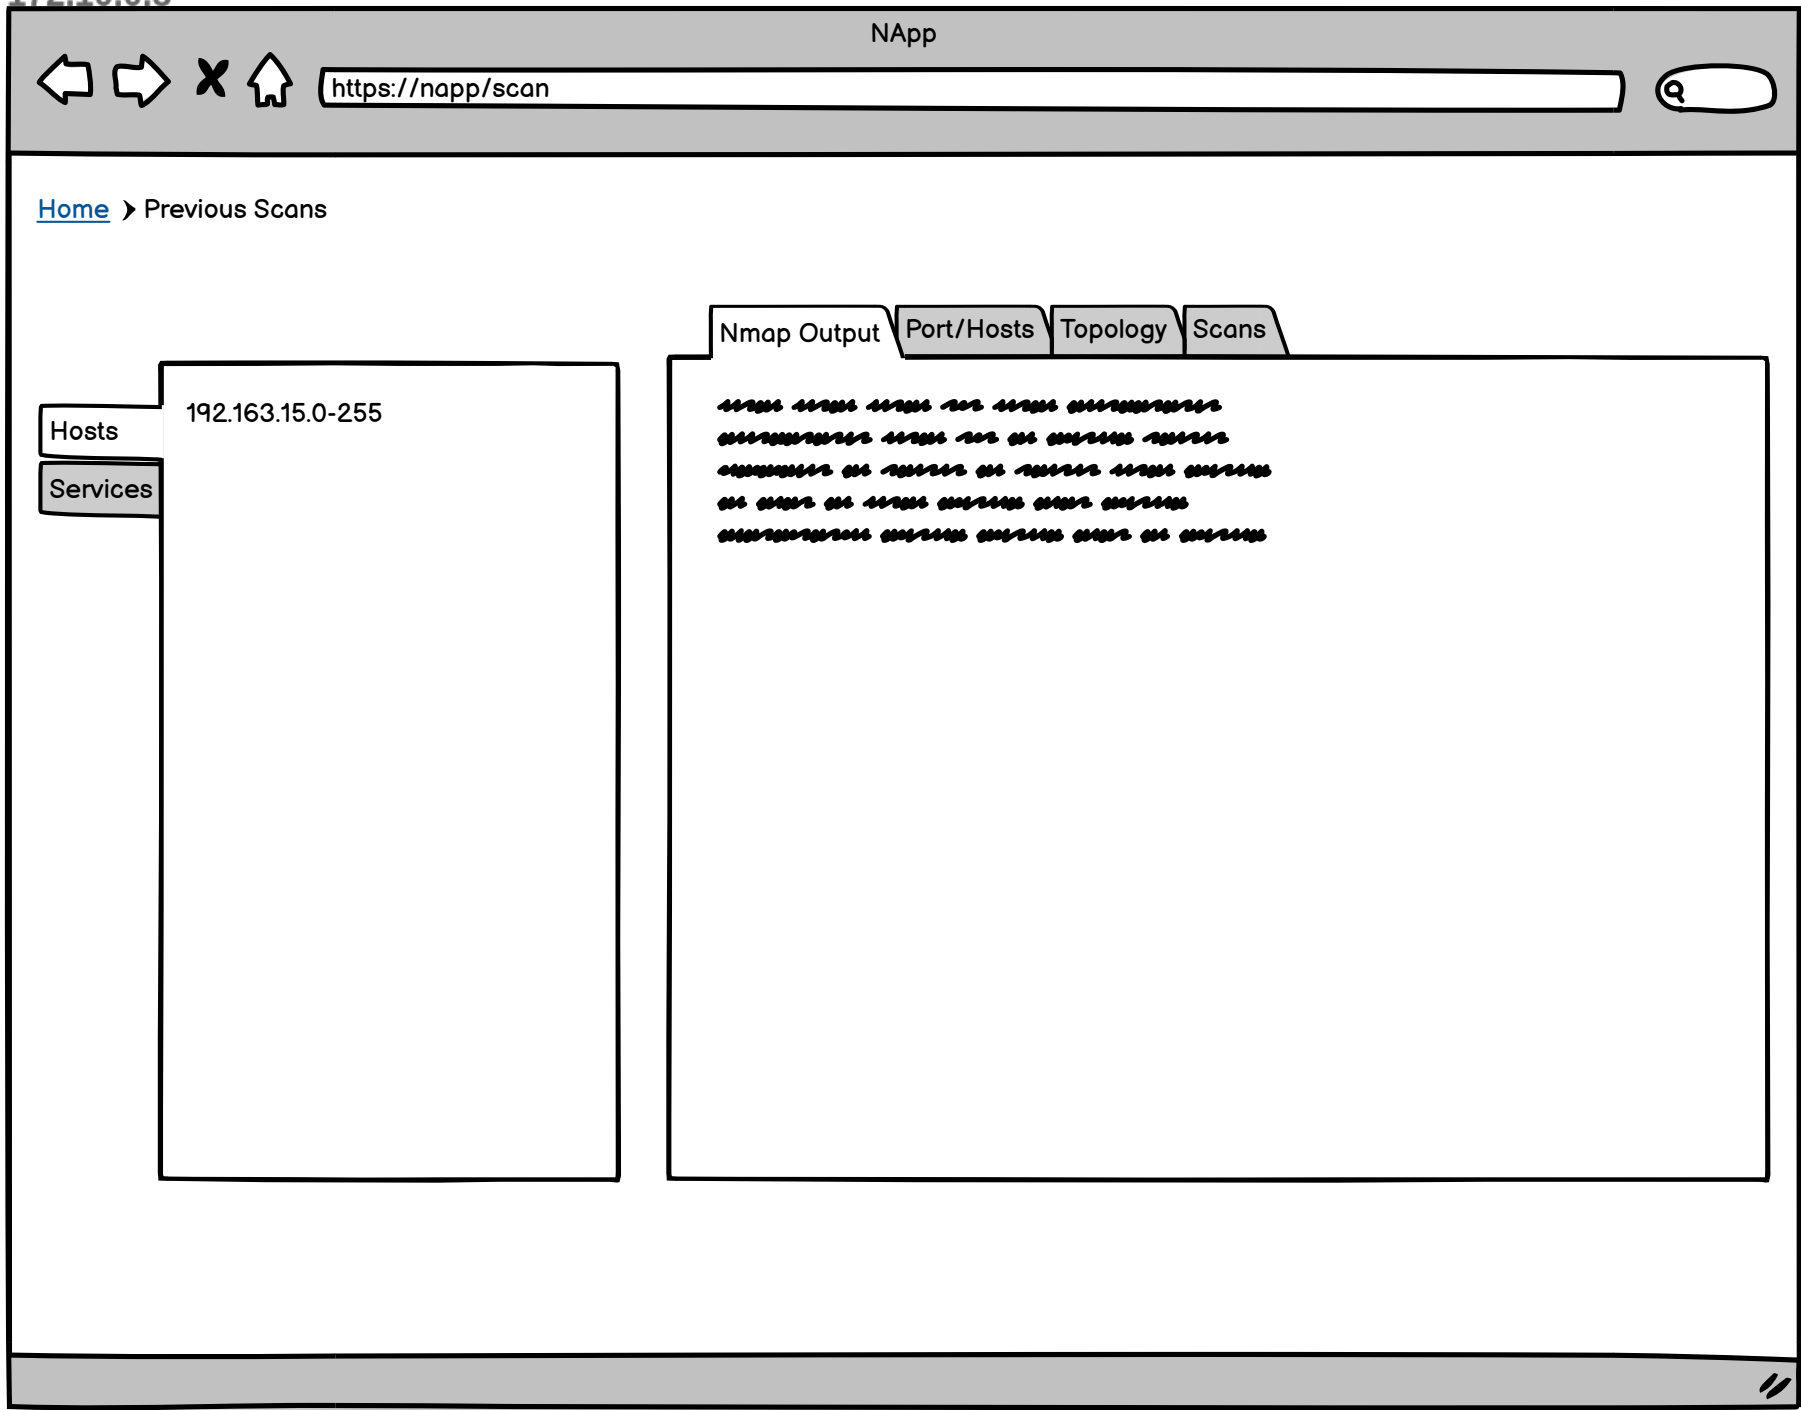 NApp
https://napp/scan
Home Previous Scans
Nmap Output Port/Hosts Topology Scans
Hosts
Services
192.163.15.0-255